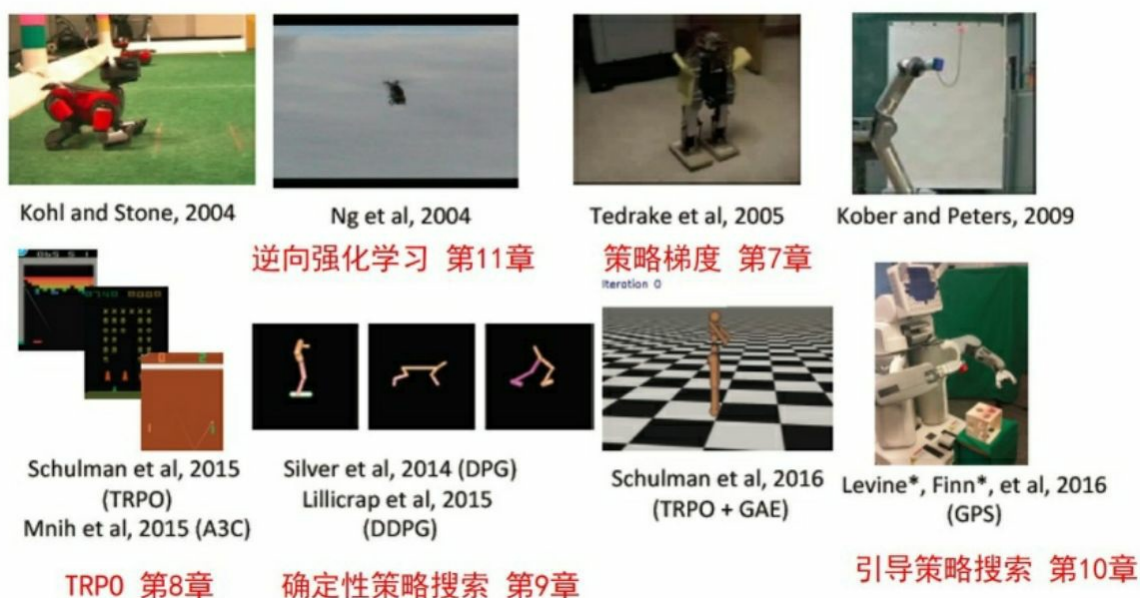 Kohl and Stone, 2004
Ng et al, 2004
Tedrake et al, 2005
Kober and Peters, 2009
逆向强化学习 第11章
策略梯度 第7章
Iteration 0
Schulman et al, 2015
(TRPO)
Mnih et al, 2015 (A3C)
Silver et al, 2014 (DPG)
Lillicrap et al, 2015
(DDPG)
Schulman et al, 2016
(TRPO + GAE)
Levine*, Finn*, et al, 2016
(GPS)
TRPO 第8章
确定性策略搜索 第9章
引导策略搜索 第10章